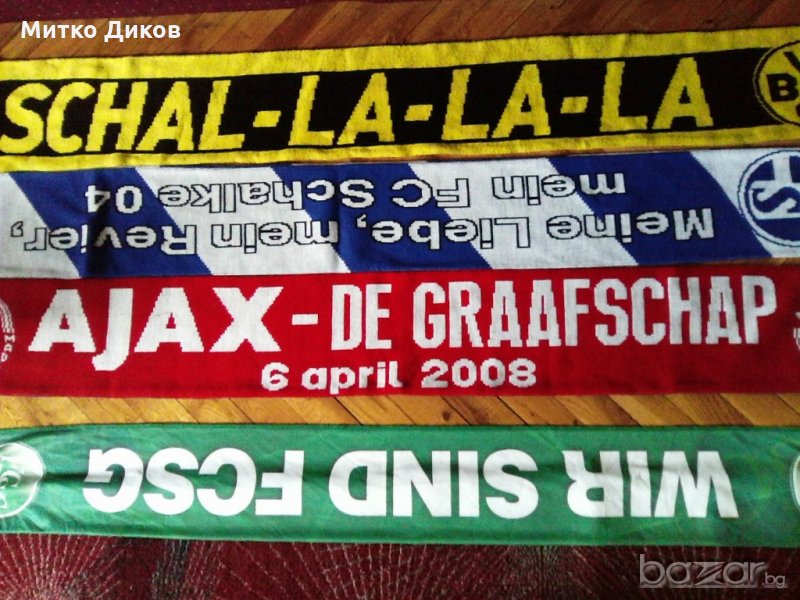 Митко Диков
SCHAL-LA-LA-LA
BVB
Meine Liebe, mein Revier,
mein FC Schalke 04
AJAX - DE GRAAFSCHAP
6 april 2008
WIR SIND FCSG
bazar.bg